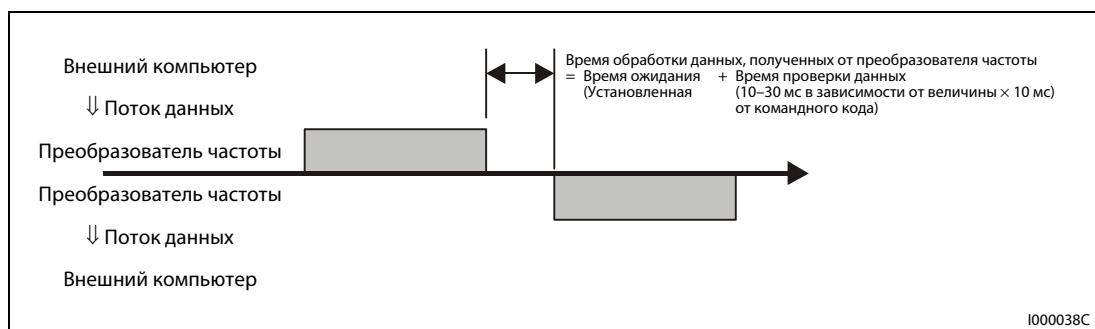 Внешний компьютер
⇓ Поток данных
Преобразователь частоты
Преобразователь частоты
⇓ Поток данных
Внешний компьютер
Время обработки данных, полученных от преобразователя частоты
= Время ожидания + Время проверки данных
(Установленная (10–30 мс в зависимости от величины × 10 мс)
от командного кода)
I000038C